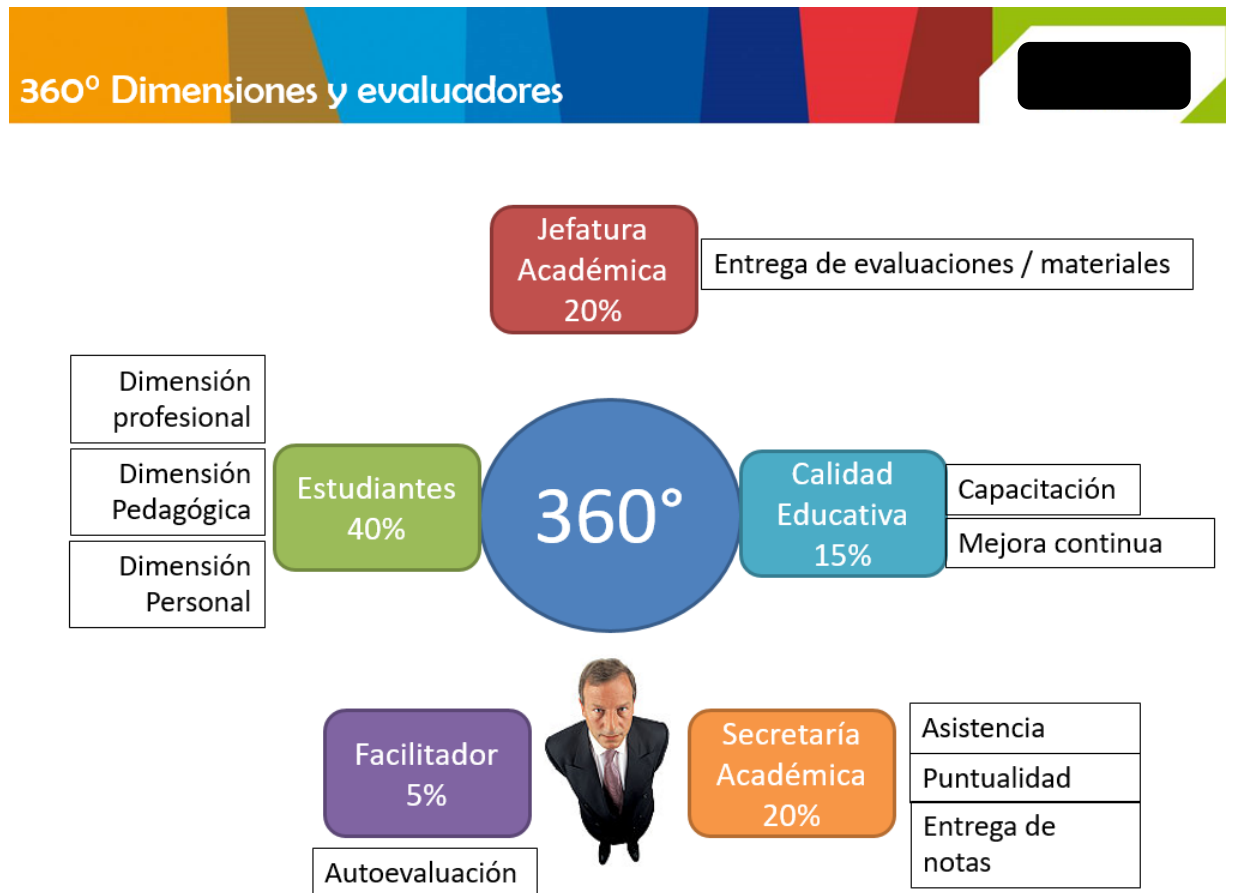 360º Dimensiones y evaluadores
Jefatura
Académica
20%
Entrega de evaluaciones / materiales
Dimensión
profesional
Dimensión
Pedagógica
Dimensión
Personal
Estudiantes
40%
360°
Calidad
Educativa
15%
Capacitación
Mejora continua
Facilitador
5%
Autoevaluación
Secretaría
Académica
20%
Asistencia
Puntualidad
Entrega de
notas